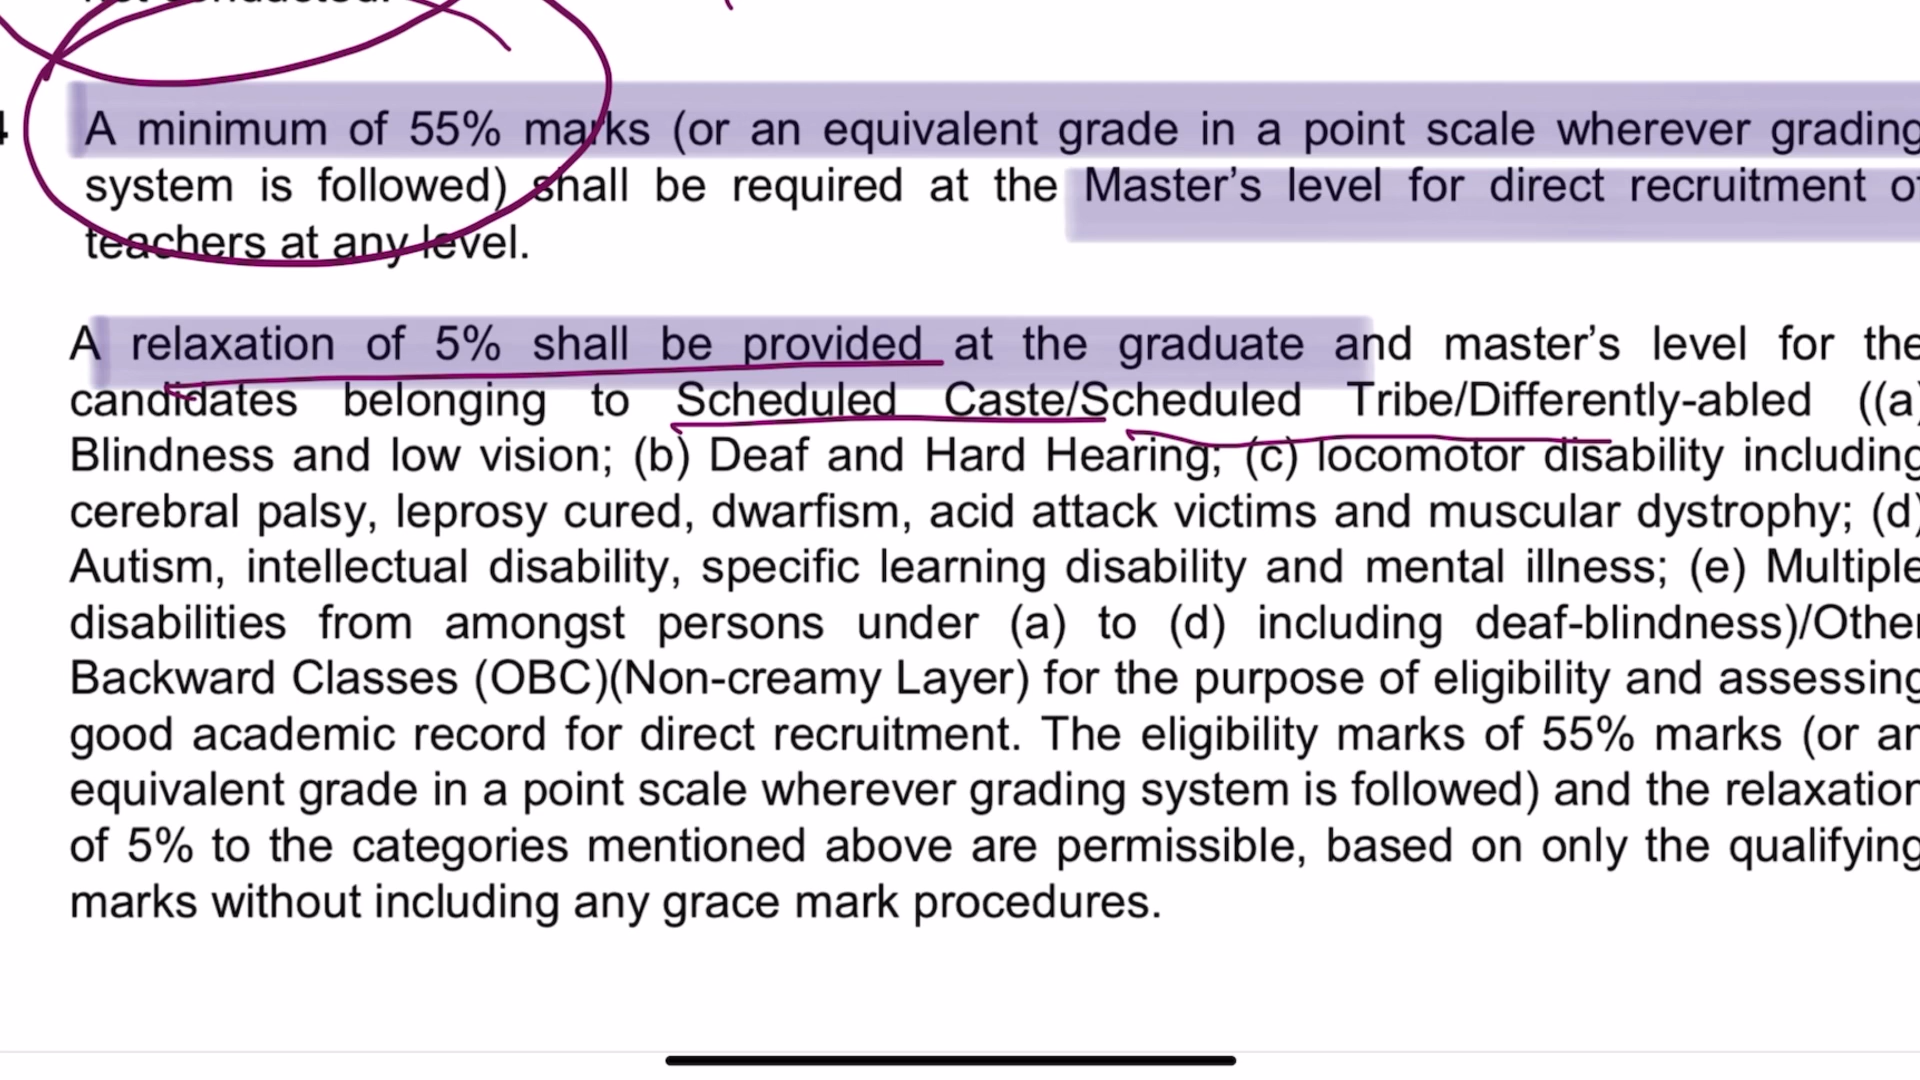 A minimum of 55% marks (or an equivalent grade in a point scale wherever grading
system is followed) shall be required at the Master's level for direct recruitment of
teachers at any level.
A relaxation of 5% shall be provided at the graduate and master's level for the
candidates belonging to Scheduled Caste/Scheduled Tribe/Differently-abled ((a)
Blindness and low vision; (b) Deaf and Hard Hearing; (c) locomotor disability including
cerebral palsy, leprosy cured, dwarfism, acid attack victims and muscular dystrophy; (d)
Autism, intellectual disability, specific learning disability and mental illness; (e) Multiple
disabilities from amongst persons under (a) to (d) including deaf-blindness)/Other
Backward Classes (OBC)(Non-creamy Layer) for the purpose of eligibility and assessing
good academic record for direct recruitment. The eligibility marks of 55% marks (or an
equivalent grade in a point scale wherever grading system is followed) and the relaxation
of 5% to the categories mentioned above are permissible, based on only the qualifying
marks without including any grace mark procedures.